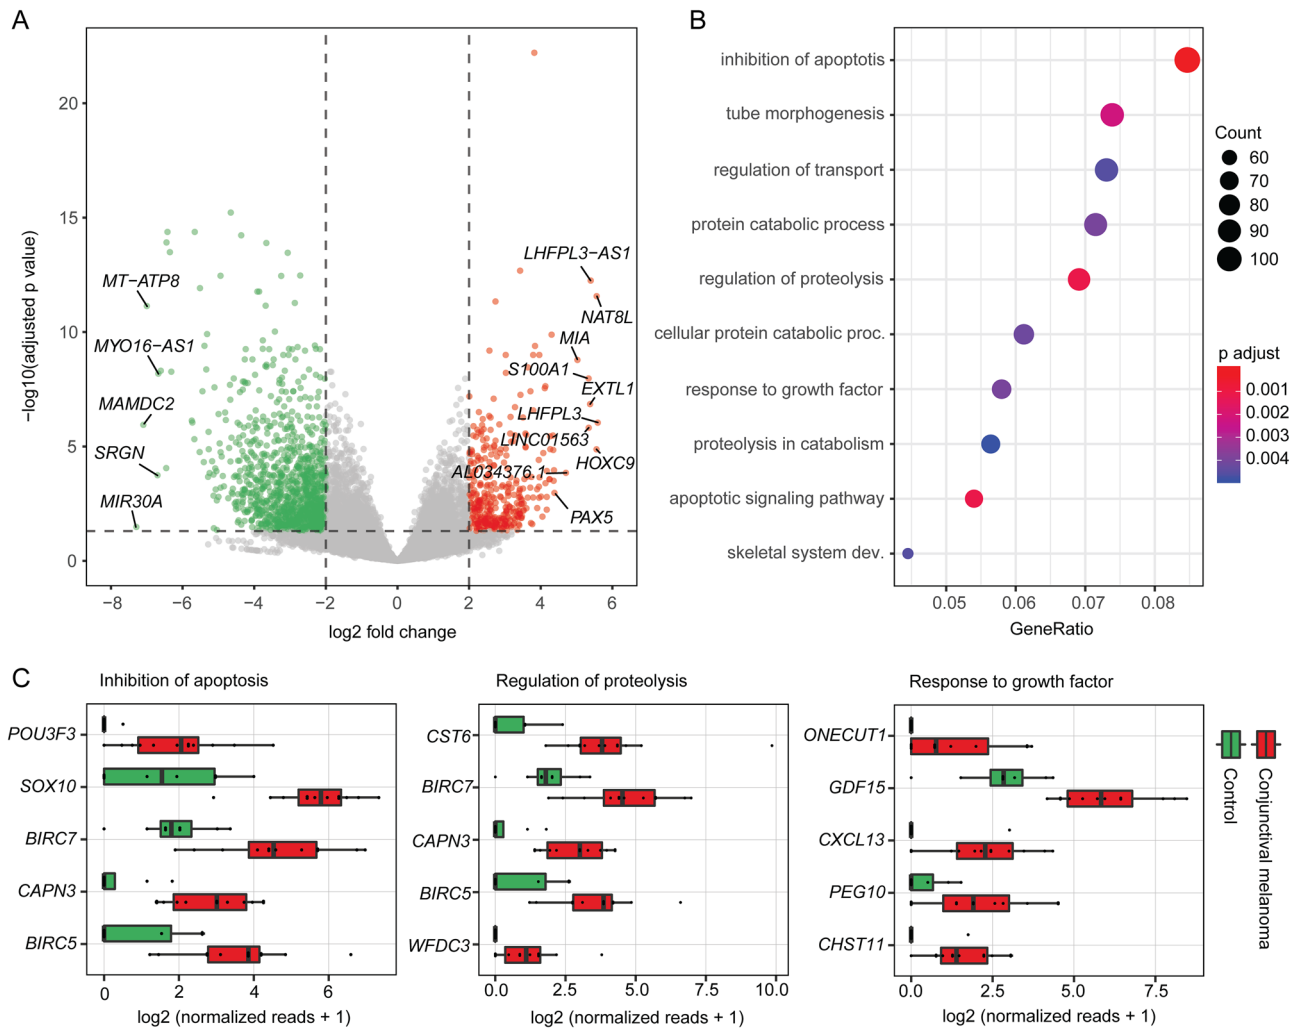 A
−log10(adjusted p value)
20
15
10
5
0
MT−ATP8
MYO16−AS1
MAMDC2
SRGN
MIR30A
LHFPL3−AS1
NAT8L
MIA
S100A1
EXTL1
LHFPL3
LINC01563
HOXC9
AL034376.1
PAX5
−8
−6
−4
−2
0
2
4
6
log2 fold change
B
inhibition of apoptotis
tube morphogenesis
regulation of transport
protein catabolic process
regulation of proteolysis
cellular protein catabolic proc.
response to growth factor
proteolysis in catabolism
apoptotic signaling pathway
skeletal system dev.
0.05
0.06
0.07
0.08
GeneRatio
Count
60
70
80
90
100
p adjust
0.001
0.002
0.003
0.004
C
Inhibition of apoptosis
POU3F3
SOX10
BIRC7
CAPN3
BIRC5
0
2
4
6
log2 (normalized reads + 1)
Regulation of proteolysis
CST6
BIRC7
CAPN3
BIRC5
WFDC3
0.0
2.5
5.0
7.5
10.0
log2 (normalized reads + 1)
Response to growth factor
ONECUT1
GDF15
CXCL13
PEG10
CHST11
0.0
2.5
5.0
7.5
log2 (normalized reads + 1)
Control
Conjunctival melanoma